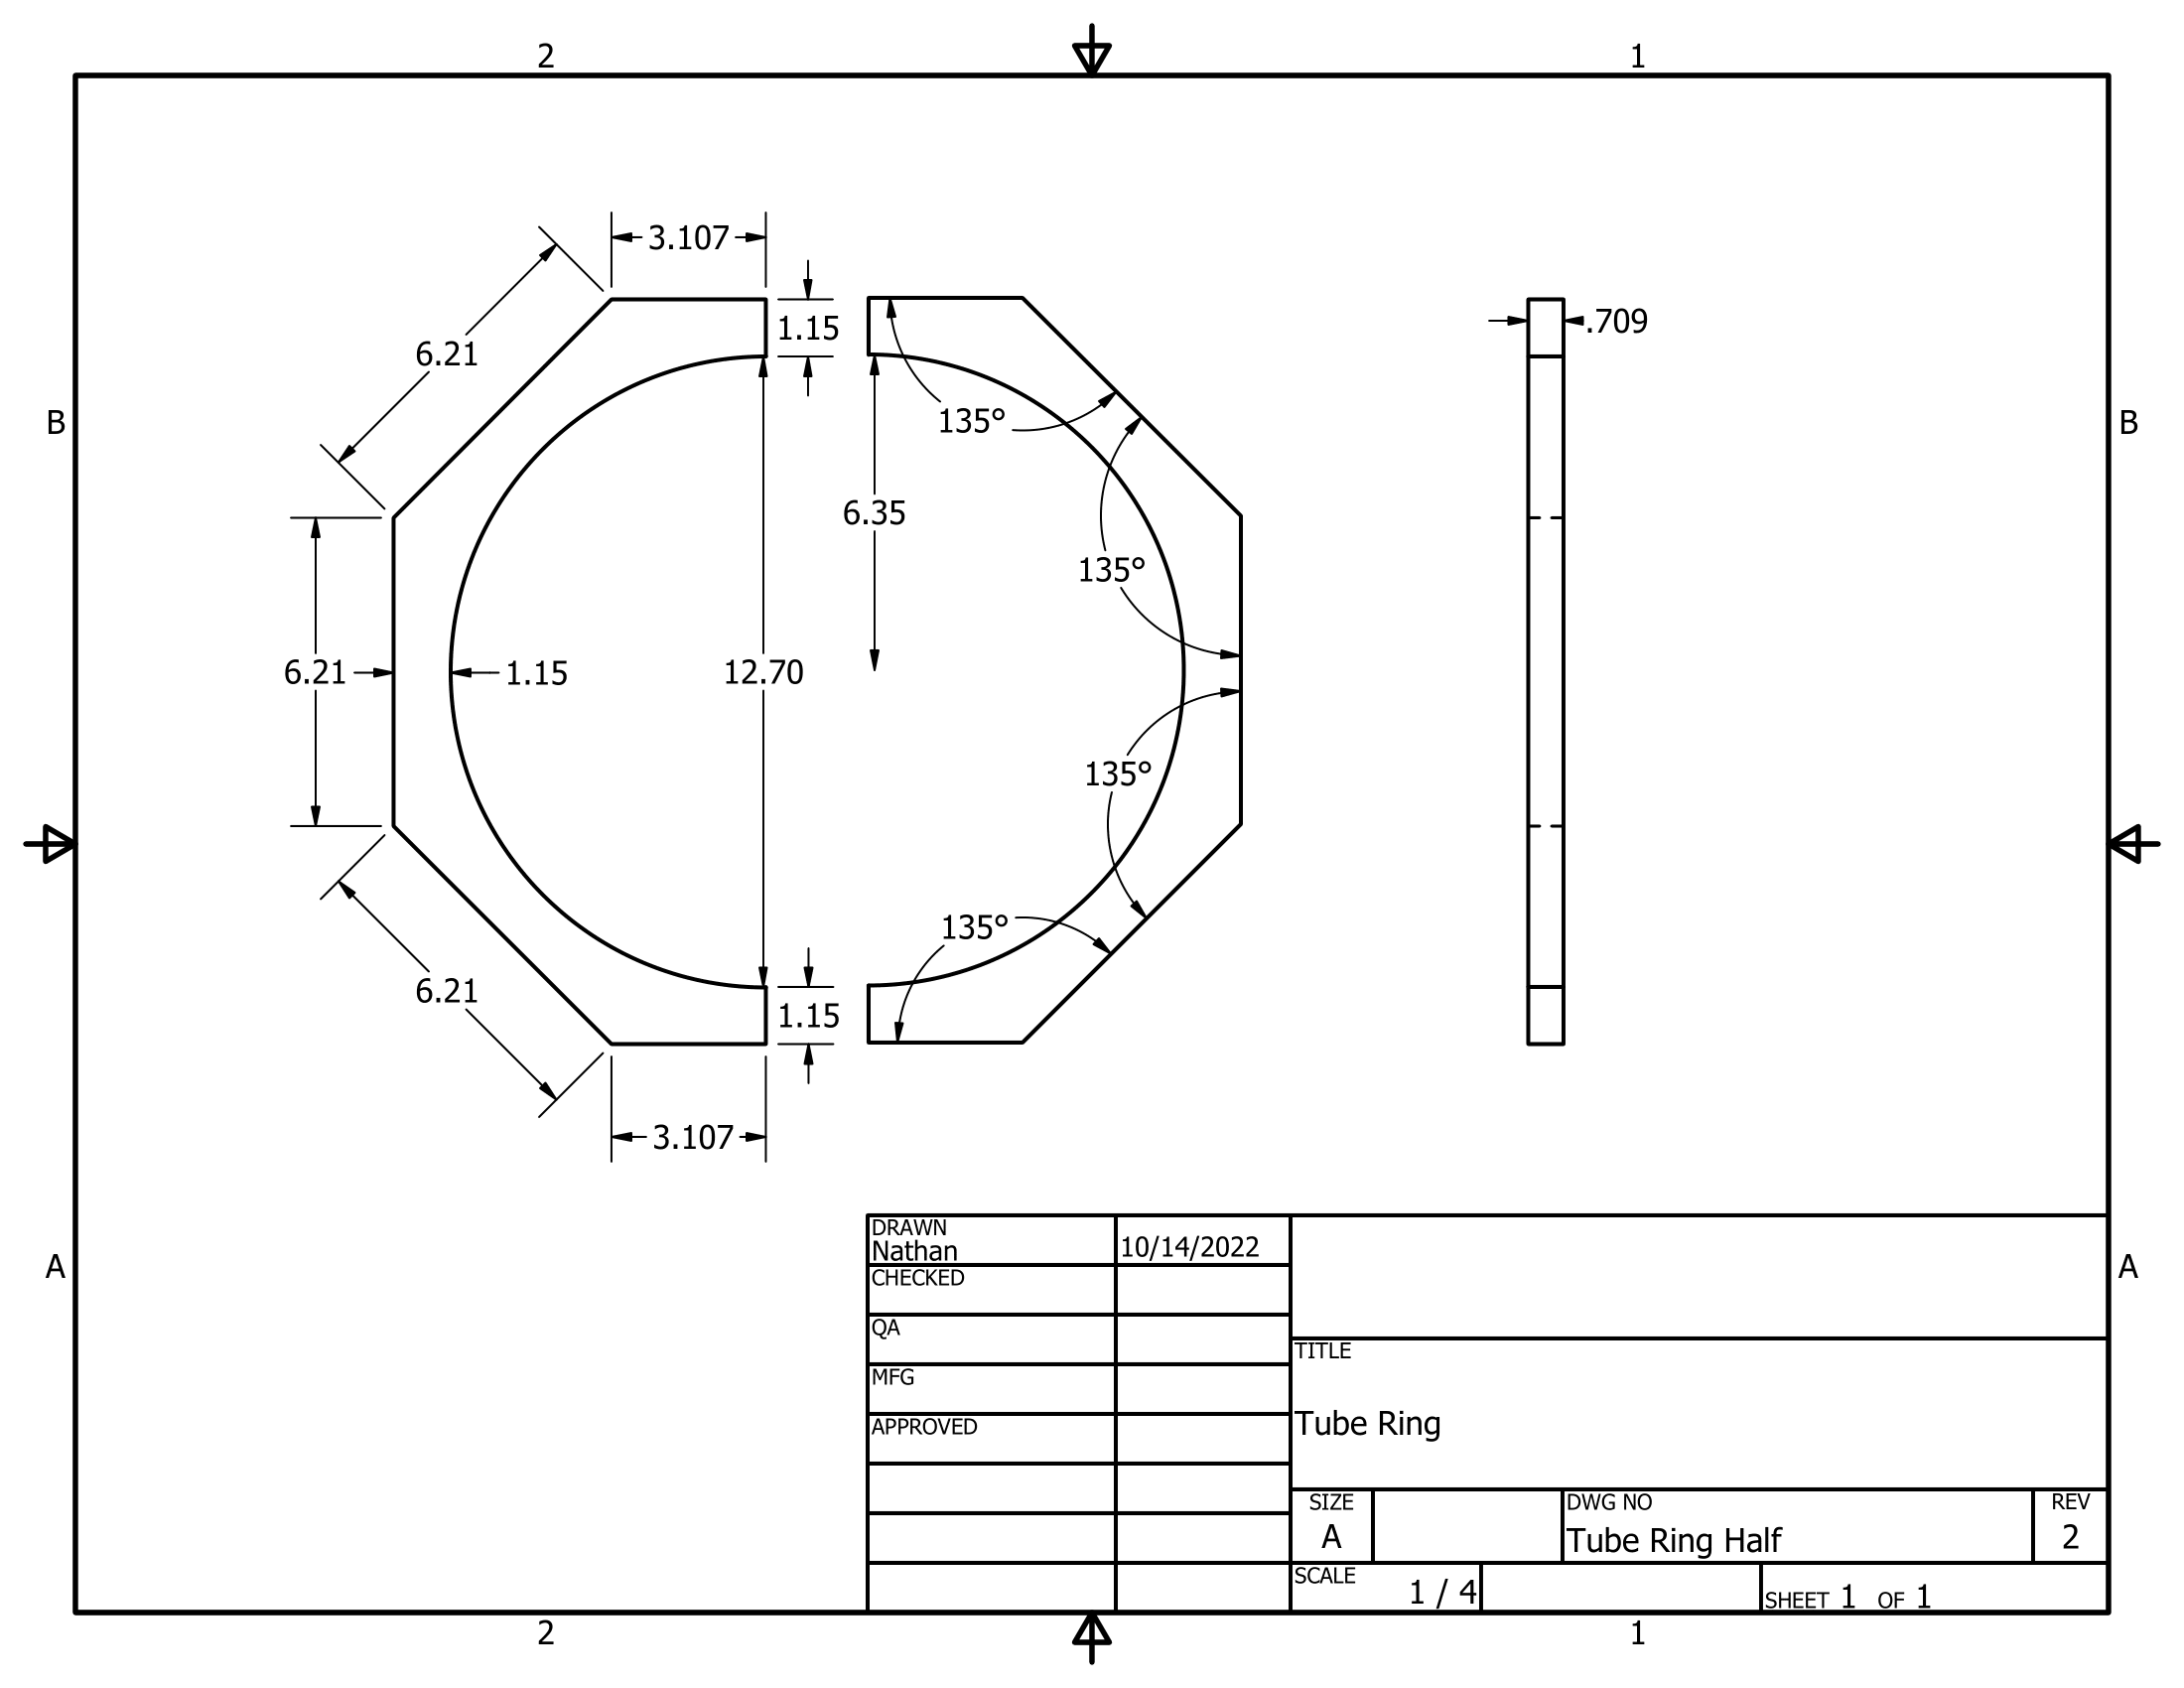 2 1
3.107
6.21
1.15
.709
B B
135°
6.35
135°
6.21
1.15
12.70
135°
135°
6.21
1.15
3.107
DRAWN
Nathan
10/14/2022
CHECKED
QA
MFG
APPROVED
A A
TITLE
Tube Ring
SIZE
A
DWG NO
Tube Ring Half
REV
2
SCALE
1 / 4
SHEET 1 OF 1
2 1